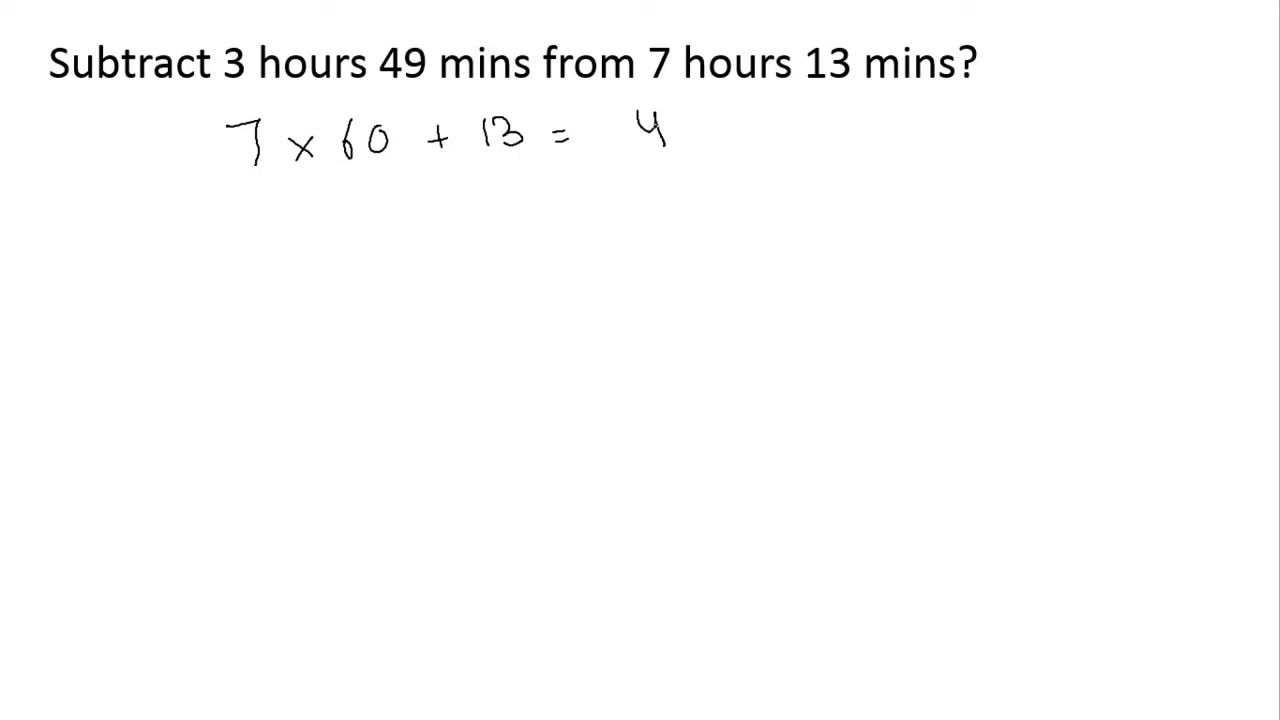 Subtract 3 hours 49 mins from 7 hours 13 mins?
7 × 60 + 13 = 4